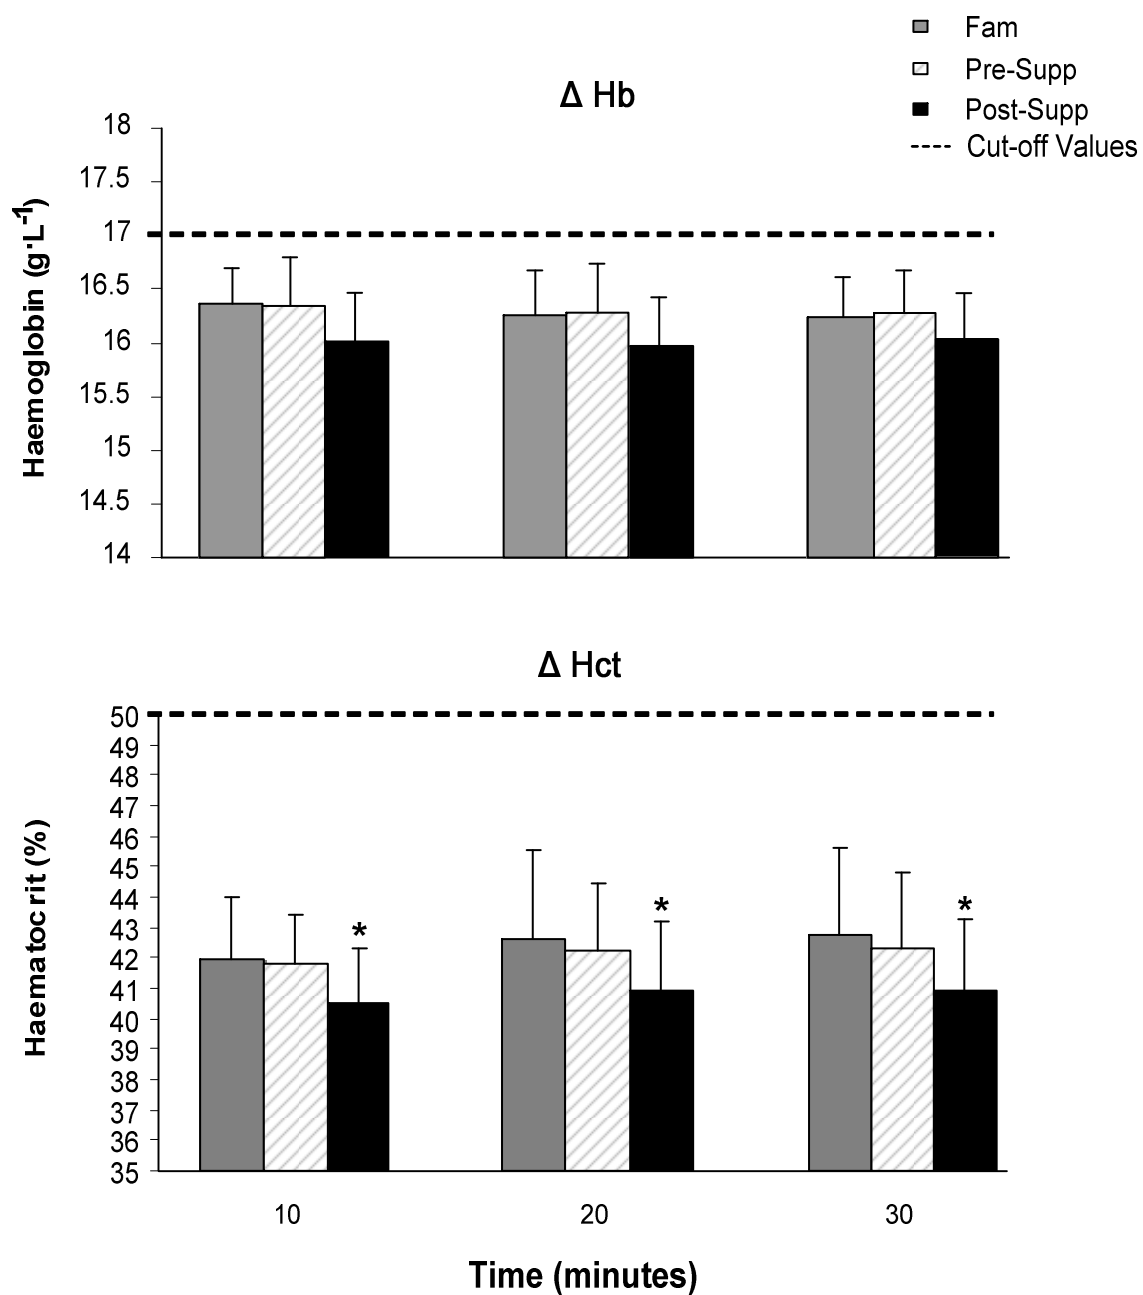 Fam
Pre-Supp
Post-Supp
Cut-off Values
Δ Hb
18
17.5
17
16.5
16
15.5
15
14.5
14
Haemoglobin (g·L-1)
Δ Hct
50
49
48
47
46
45
44
43
42
41
40
39
38
37
36
35
Haematocrit (%)
*
*
*
10 20 30
Time (minutes)